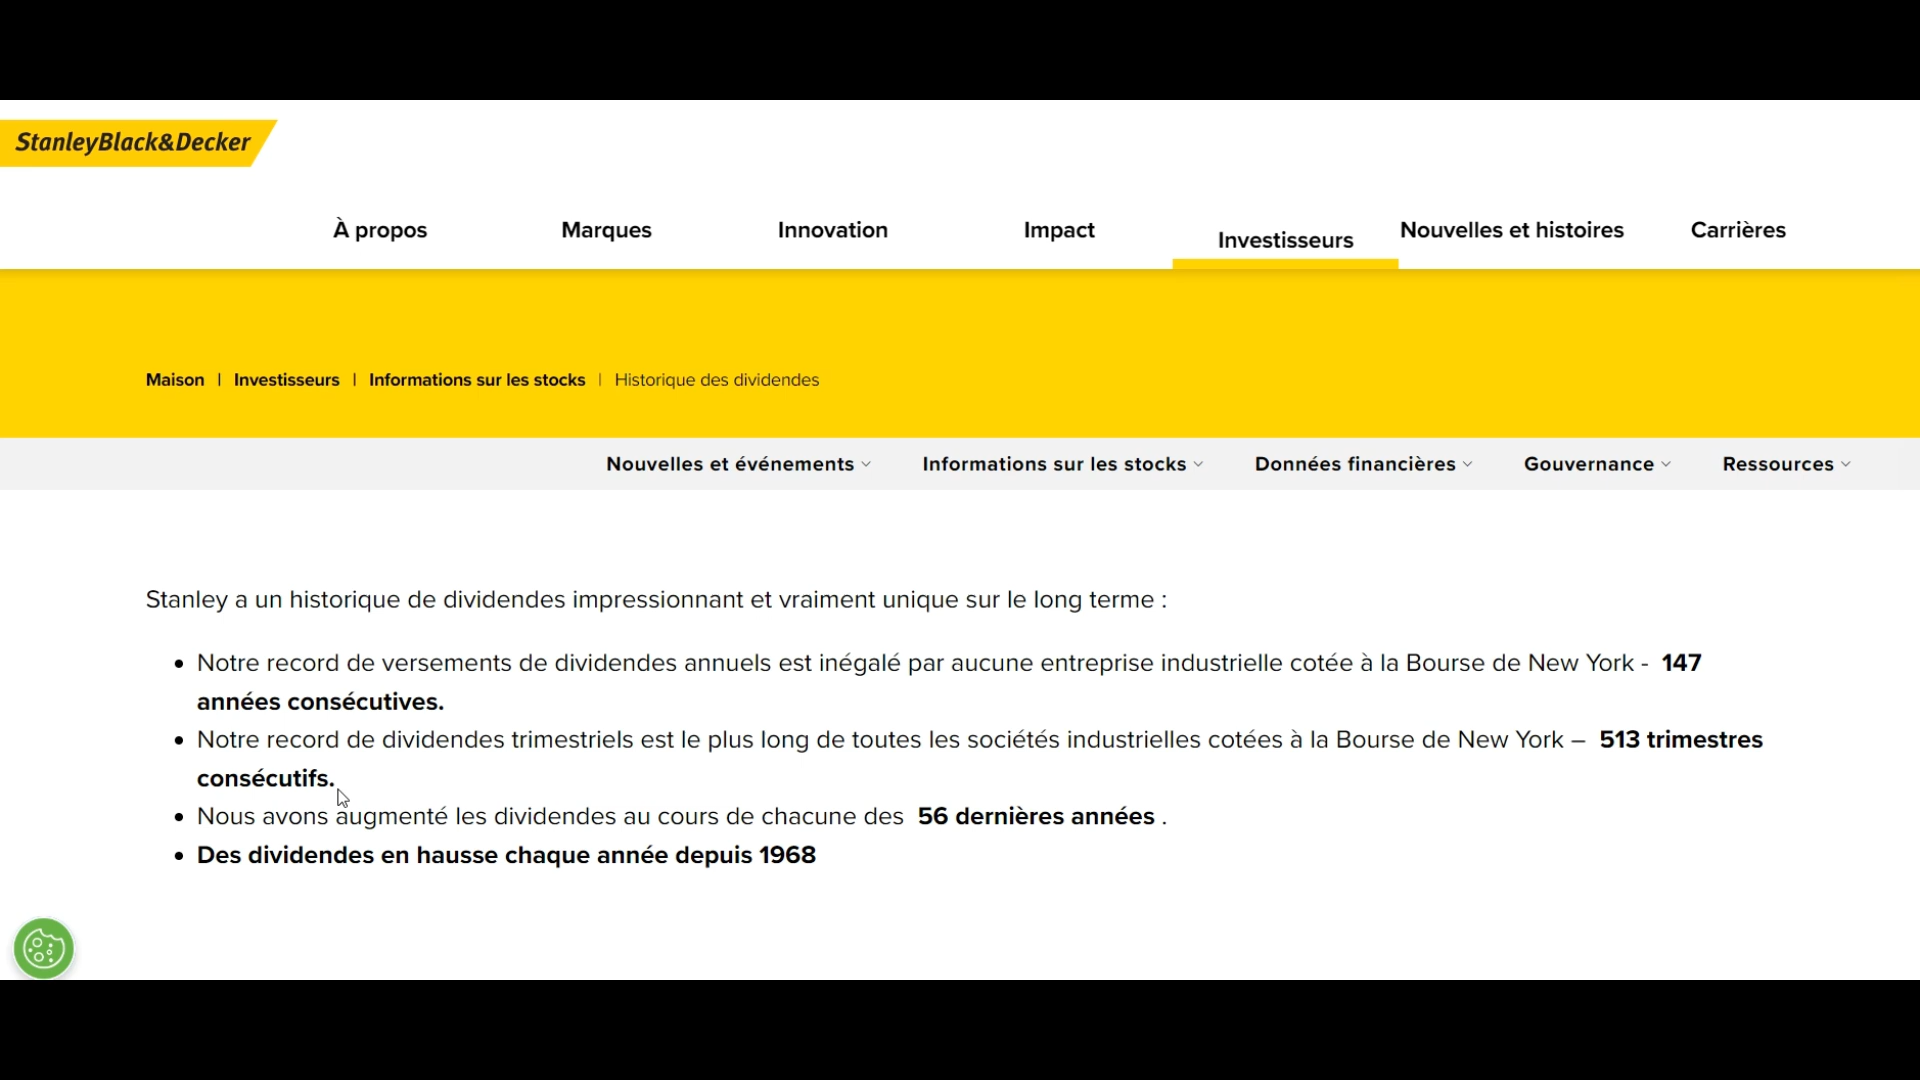 StanleyBlack&Decker
À propos Marques Innovation Impact Investisseurs Nouvelles et histoires Carrières
Maison | Investisseurs | Informations sur les stocks | Historique des dividendes
Nouvelles et événements Informations sur les stocks Données financières Gouvernance Ressources
Stanley a un historique de dividendes impressionnant et vraiment unique sur le long terme :
• Notre record de versements de dividendes annuels est inégalé par aucune entreprise industrielle cotée à la Bourse de New York - 147
années consécutives.
• Notre record de dividendes trimestriels est le plus long de toutes les sociétés industrielles cotées à la Bourse de New York – 513 trimestres
consécutifs.
• Nous avons augmenté les dividendes au cours de chacune des 56 dernières années .
• Des dividendes en hausse chaque année depuis 1968